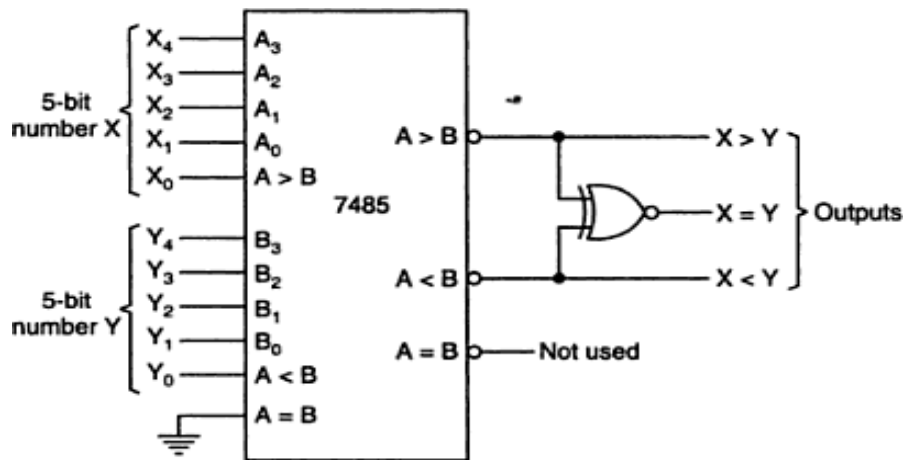 5-bit
number X
X₄
X₃
X₂
X₁
X₀
A₃
A₂
A₁
A₀
A > B
5-bit
number Y
Y₄
Y₃
Y₂
Y₁
Y₀
B₃
B₂
B₁
B₀
A < B
A = B
7485
A > B
A < B
A = B
X > Y
X = Y
X < Y
Outputs
Not used